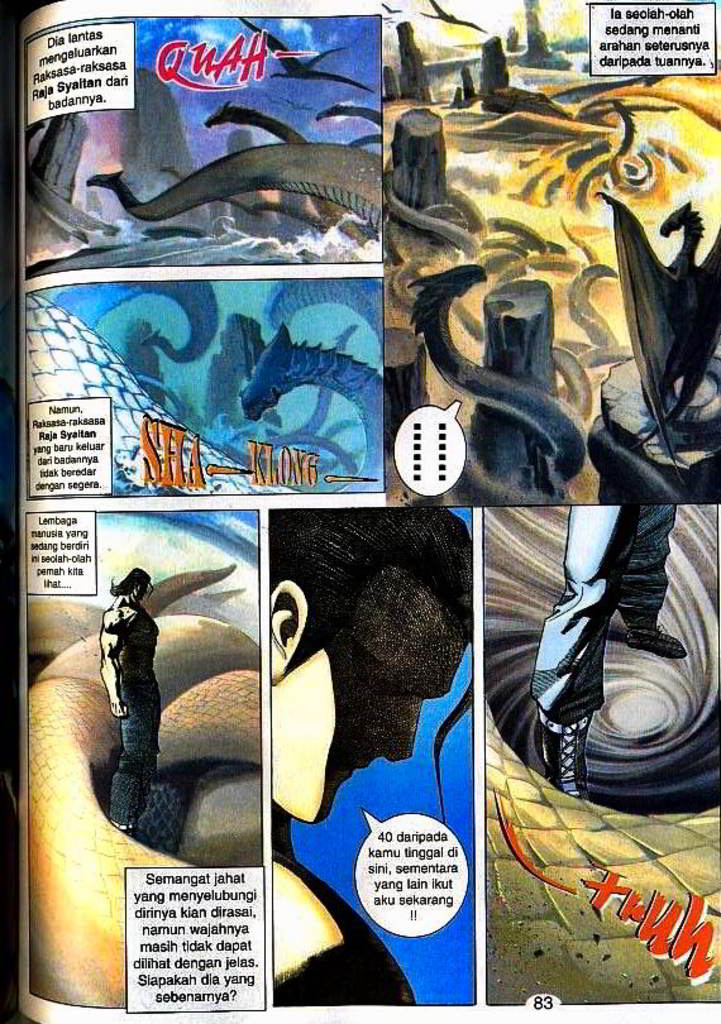 Dia lantas
mengeluarkan
Raksasa-raksasa
Raja Syaitan dari
badannya.
QUAH
Ia seolah-olah
sedang menanti
arahan seterusnya
daripada tuannya.
Namun,
Raksasa-raksasa
Raja Syaitan
yang baru keluar
dari badannya
tidak beredar
dengan segera.
SHA — KLONG —
Lembaga
manusia yang
sedang berdiri
ini seolah-olah
pernah kita
lihat....
Semangat jahat
yang menyelubungi
dirinya kian dirasai,
namun wajahnya
masih tidak dapat
dilihat dengan jelas.
Siapakah dia yang
sebenarnya?
40 daripada
kamu tinggal di
sini, sementara
yang lain ikut
aku sekarang
!!
83